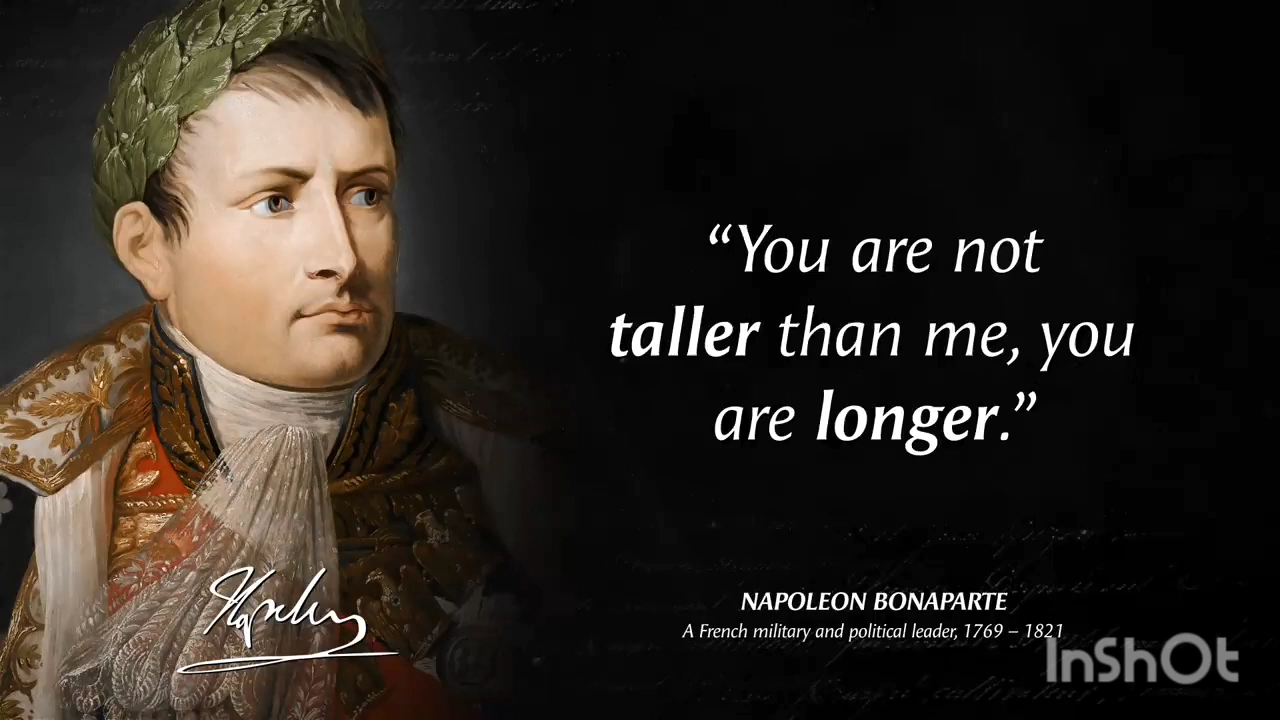 “You are not
taller than me, you
are longer.”
NAPOLEON BONAPARTE
A French military and political leader, 1769 – 1821
InShOt